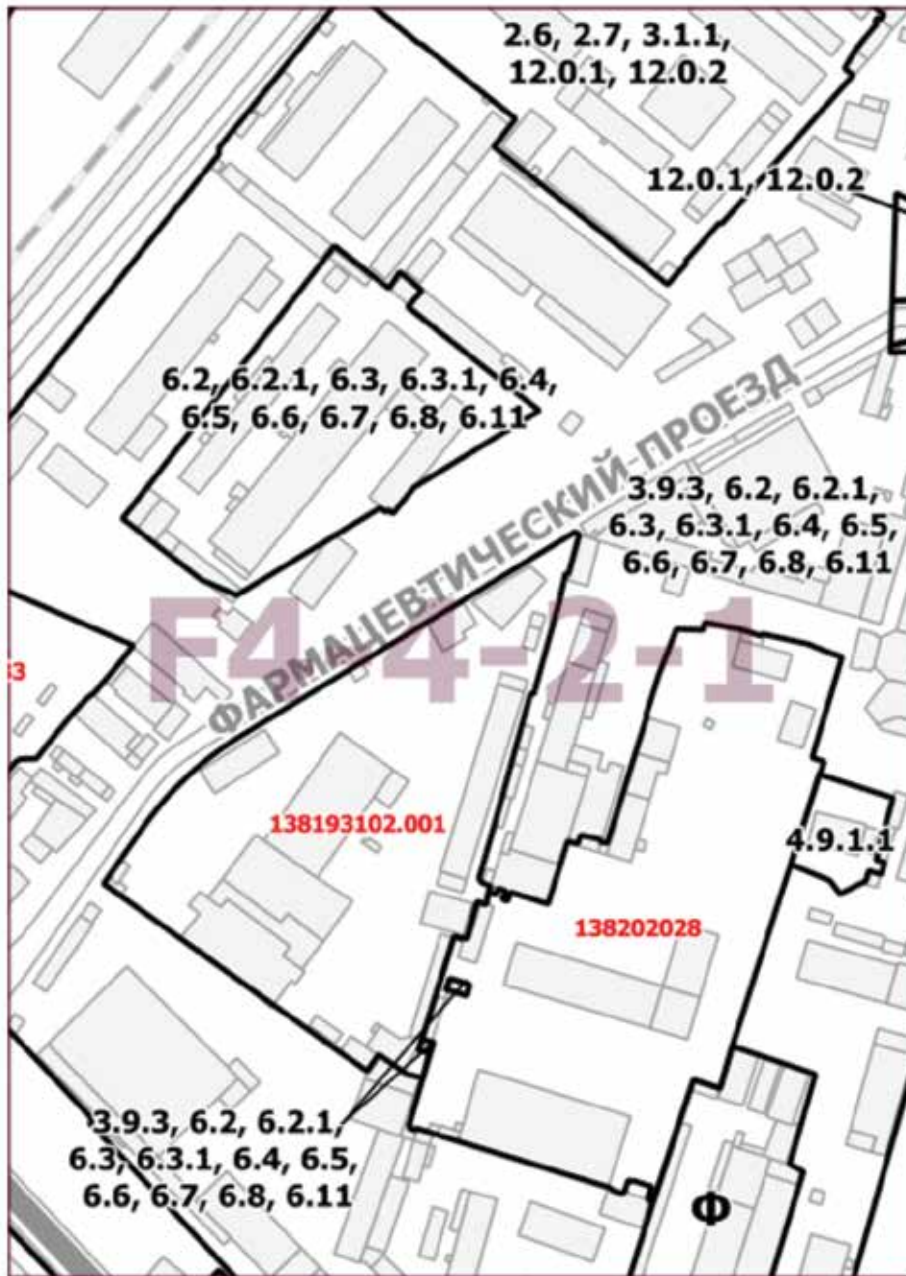 2.6, 2.7, 3.1.1,
12.0.1, 12.0.2
12.0.1, 12.0.2
6.2, 6.2.1, 6.3, 6.3.1, 6.4,
6.5, 6.6, 6.7, 6.8, 6.11
ФАРМАЦЕВТИЧЕСКИЙ ПРОЕЗД
3.9.3, 6.2, 6.2.1,
6.3, 6.3.1, 6.4, 6.5,
6.6, 6.7, 6.8, 6.11
F4-4-2-1
33
138193102.001
4.9.1.1
138202028
3.9.3, 6.2, 6.2.1,
6.3, 6.3.1, 6.4, 6.5,
6.6, 6.7, 6.8, 6.11
Ф